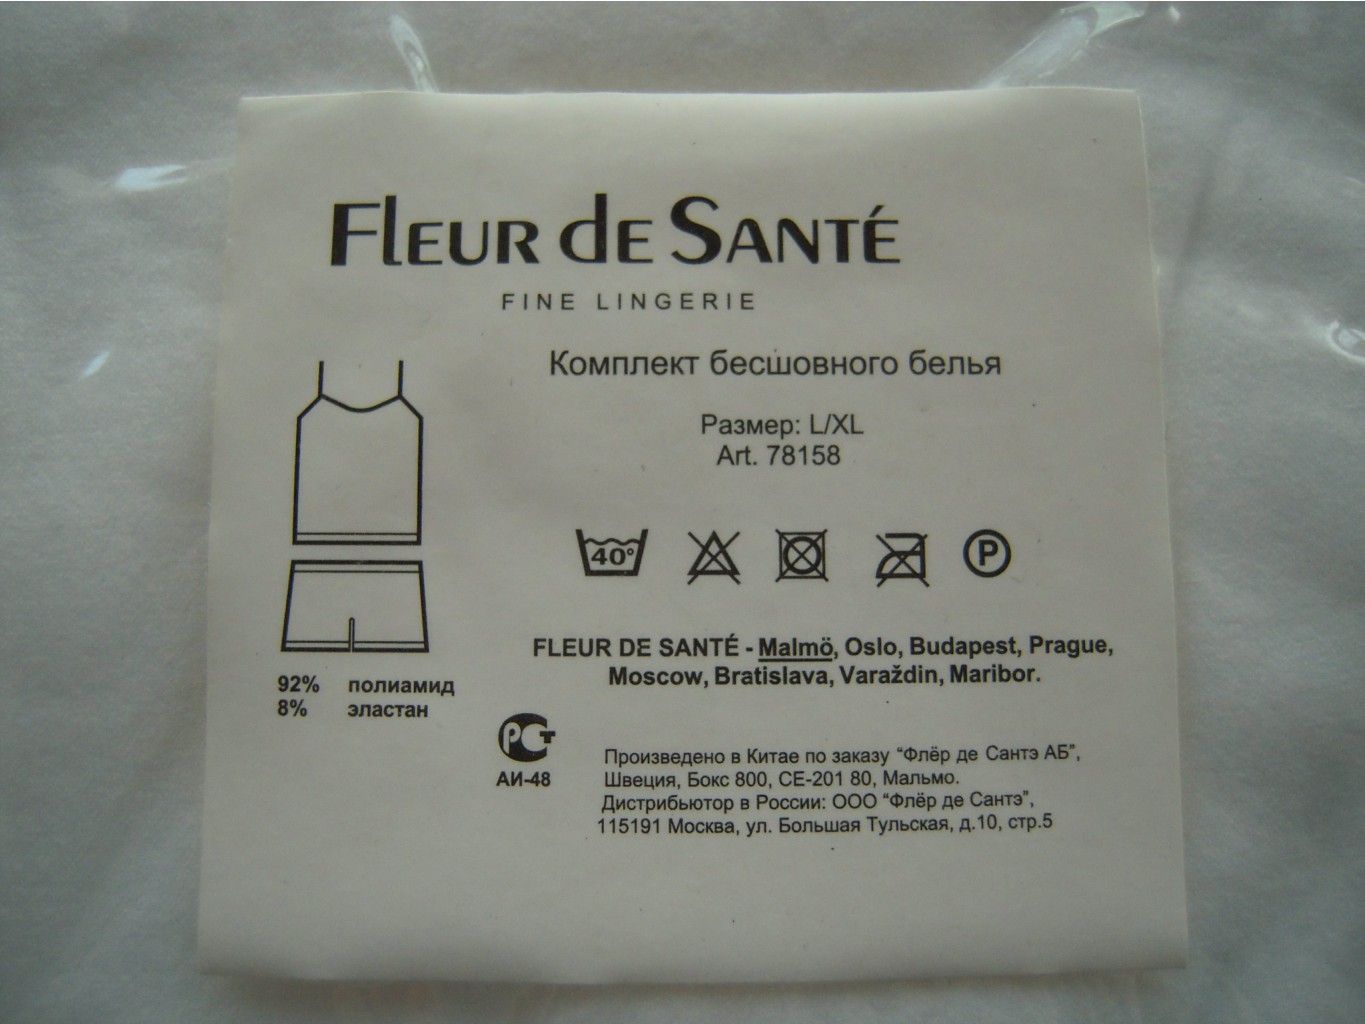 FLEUR DE SANTÉ
FINE LINGERIE
Комплект бесшовного белья
Размер: L/XL
Art. 78158
40°
P
FLEUR DE SANTÉ - Malmö, Oslo, Budapest, Prague,
Moscow, Bratislava, Varaždin, Maribor.
92% полиамид
8% эластан
РСТ
АИ-48
Произведено в Китае по заказу “Флёр де Сантэ АБ”,
Швеция, Бокс 800, СЕ-201 80, Мальмо.
Дистрибьютор в России: ООО “Флёр де Сантэ”,
115191 Москва, ул. Большая Тульская, д.10, стр.5